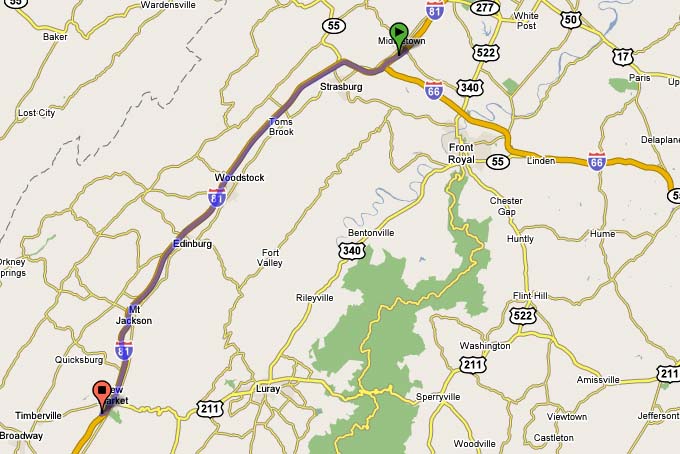 55
Wardensville
277
White
Post
50
81
Baker
55
Middletown
522
17
340
Paris
Up
66
Strasburg
Lost City
Toms
Brook
Front
Royal
Delaplane
55
Linden
66
55
Woodstock
81
Chester
Gap
Bentonville
Hume
Edinburg
340
Huntly
Fort
Valley
Orkney
Springs
Rileyville
Flint Hill
522
Mt
Jackson
Washington
81
Quicksburg
211
Amissville
211
New
Market
Luray
Sperryville
Timberville
211
Viewtown
Jefferson
Broadway
Castleton
Woodville